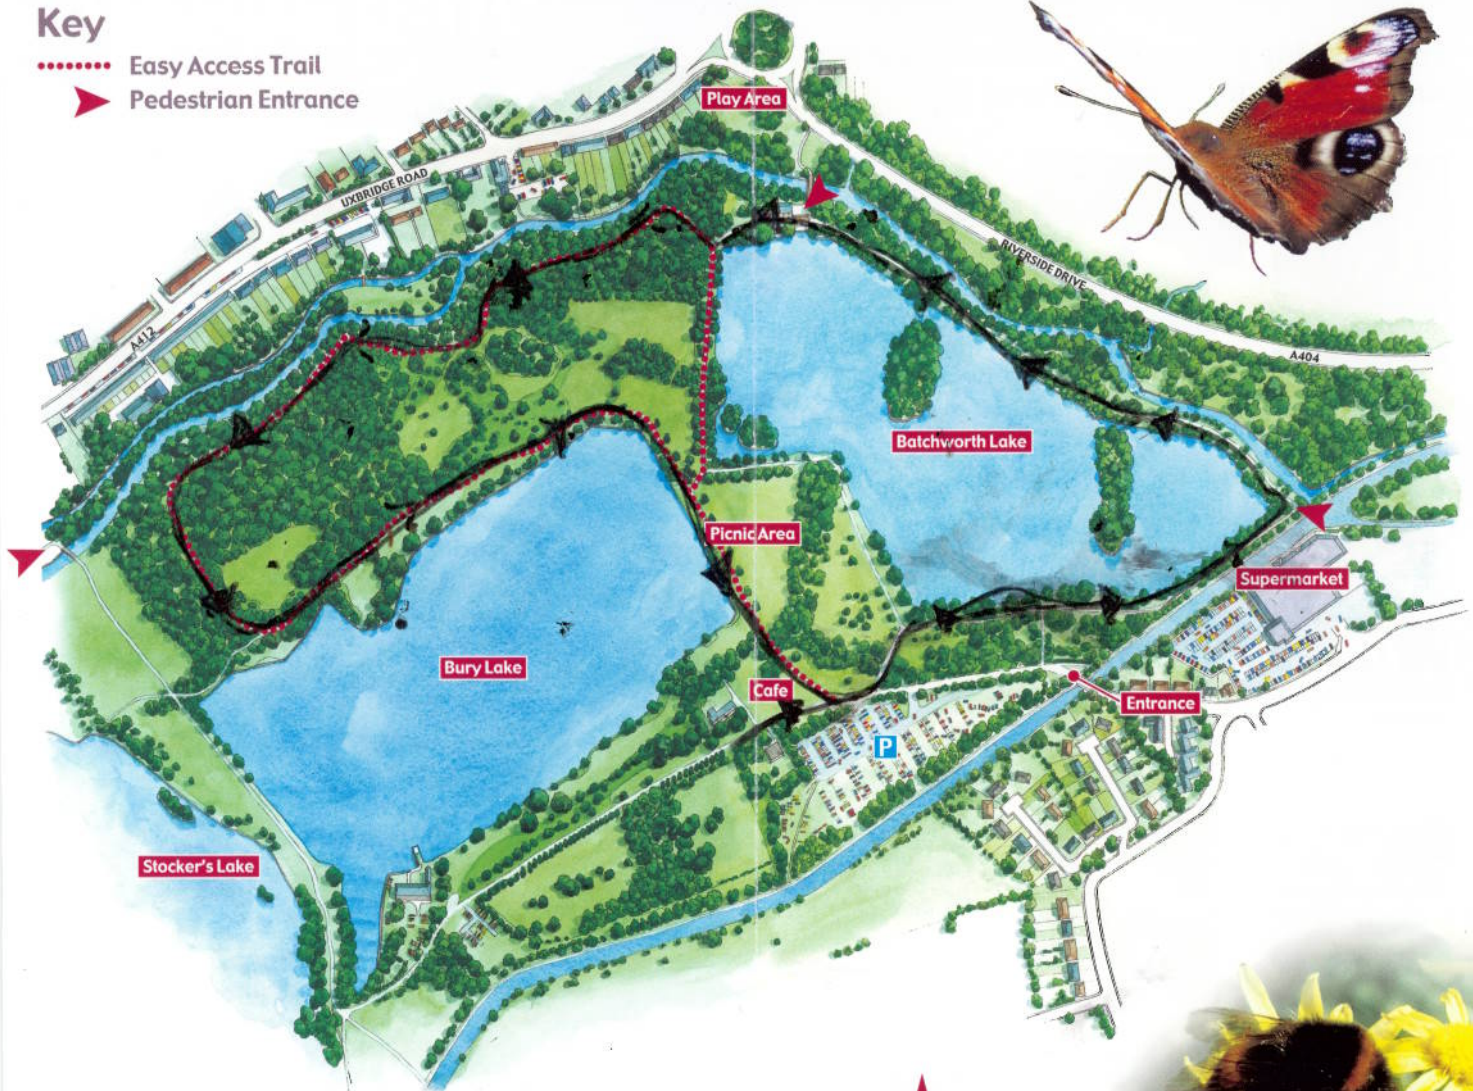 Key
Easy Access Trail
Pedestrian Entrance
Play Area
UXBRIDGE ROAD
RIVERSIDE DRIVE
A412
A404
Batchworth Lake
Picnic Area
Supermarket
Bury Lake
Cafe
Entrance
P
Stocker's Lake